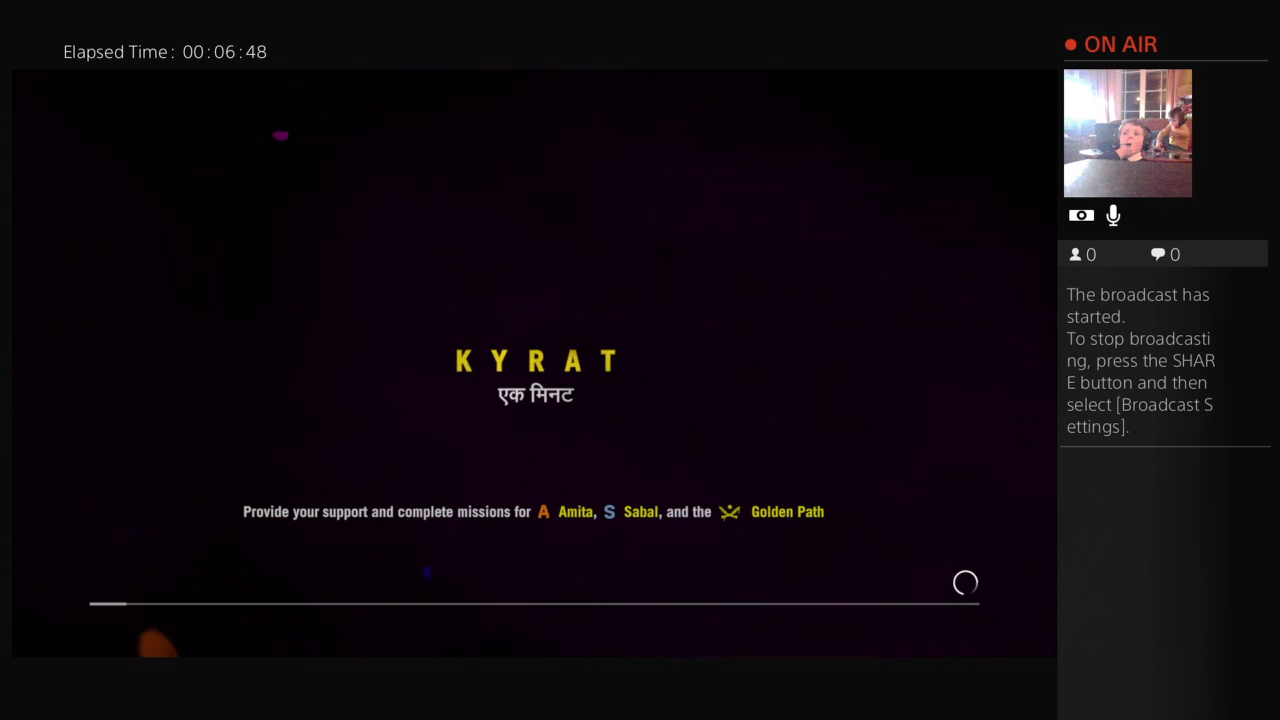 Elapsed Time: 00:06:48
ON AIR
0 0
The broadcast has
started.
To stop broadcasti
ng, press the SHAR
E button and then
select [Broadcast S
ettings].
KYRAT
एक मिनट
Provide your support and complete missions for A Amita, S Sabal, and the Golden Path